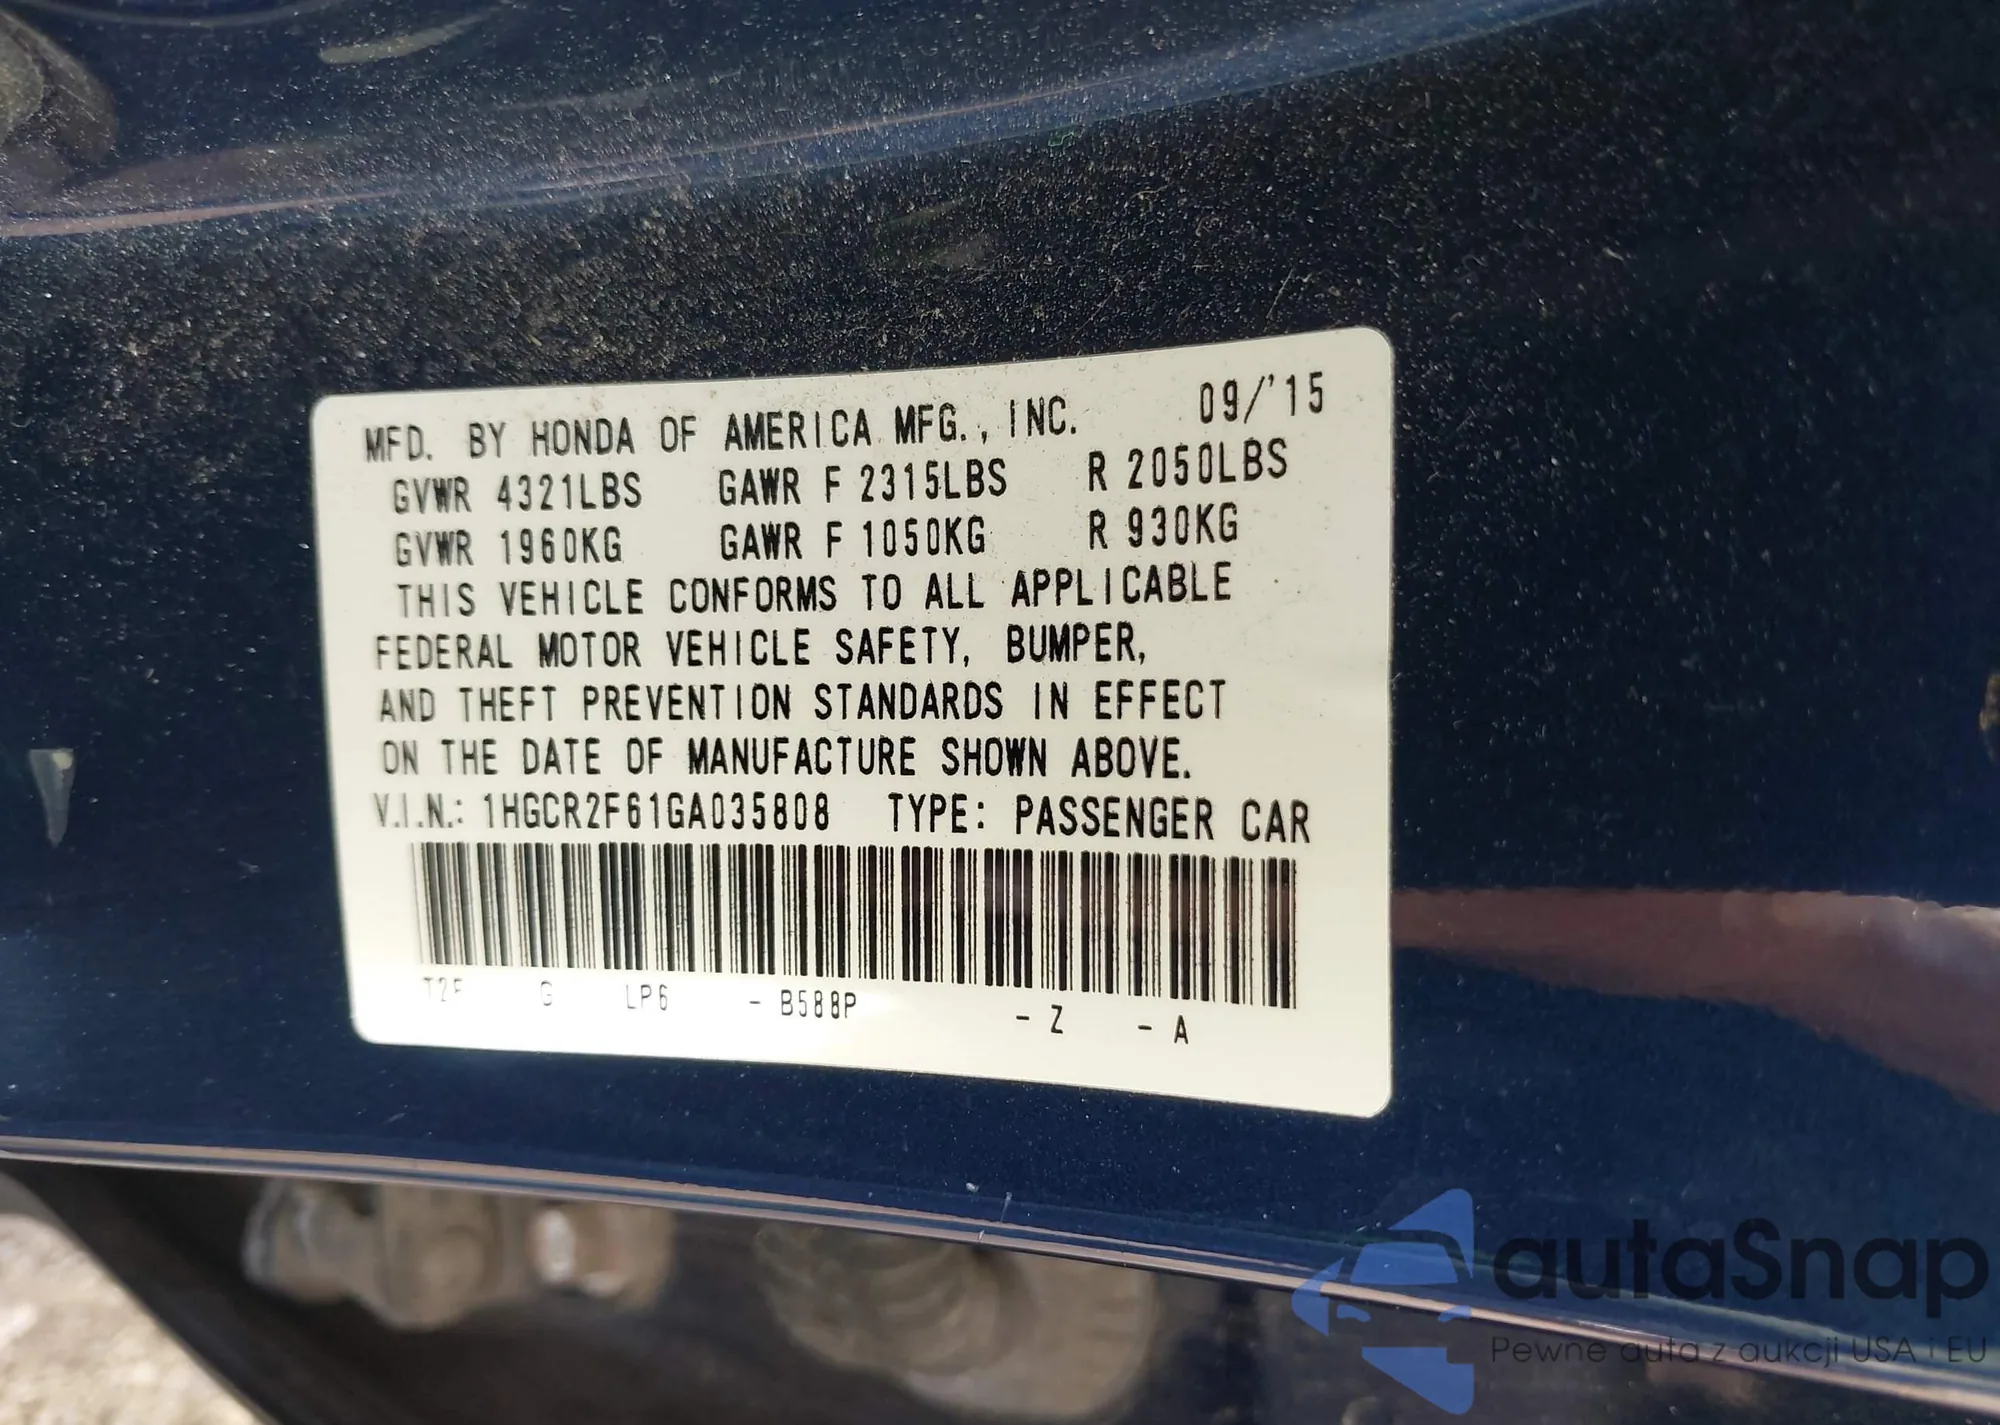 MFD. BY HONDA OF AMERICA MFG., INC. 09/'15
GVWR 4321LBS GAWR F 2315LBS R 2050LBS
GVWR 1960KG GAWR F 1050KG R 930KG
THIS VEHICLE CONFORMS TO ALL APPLICABLE
FEDERAL MOTOR VEHICLE SAFETY, BUMPER,
AND THEFT PREVENTION STANDARDS IN EFFECT
ON THE DATE OF MANUFACTURE SHOWN ABOVE.
V.I.N.: 1HGCR2F61GA035808 TYPE: PASSENGER CAR
T2F G LP6 - B588P - Z - A
autaSnap
Pewne auta z aukcji USA i EU